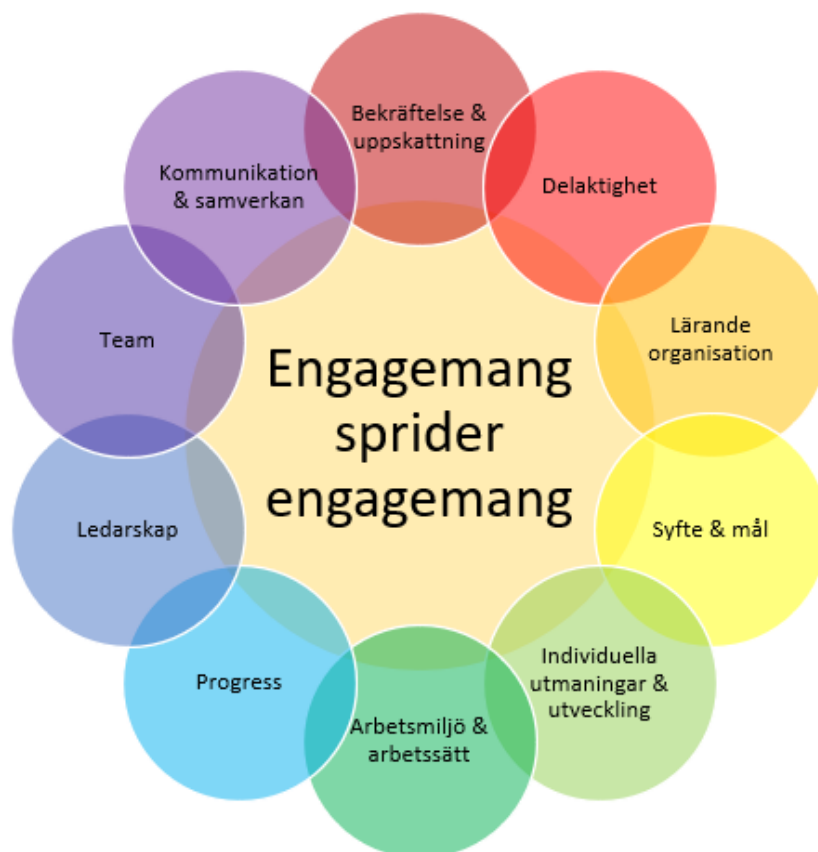 Bekräftelse &
uppskattning
Delaktighet
Lärande
organisation
Syfte & mål
Individuella
utmaningar &
utveckling
Arbetsmiljö &
arbetssätt
Progress
Ledarskap
Team
Kommunikation
& samverkan
Engagemang
sprider
engagemang